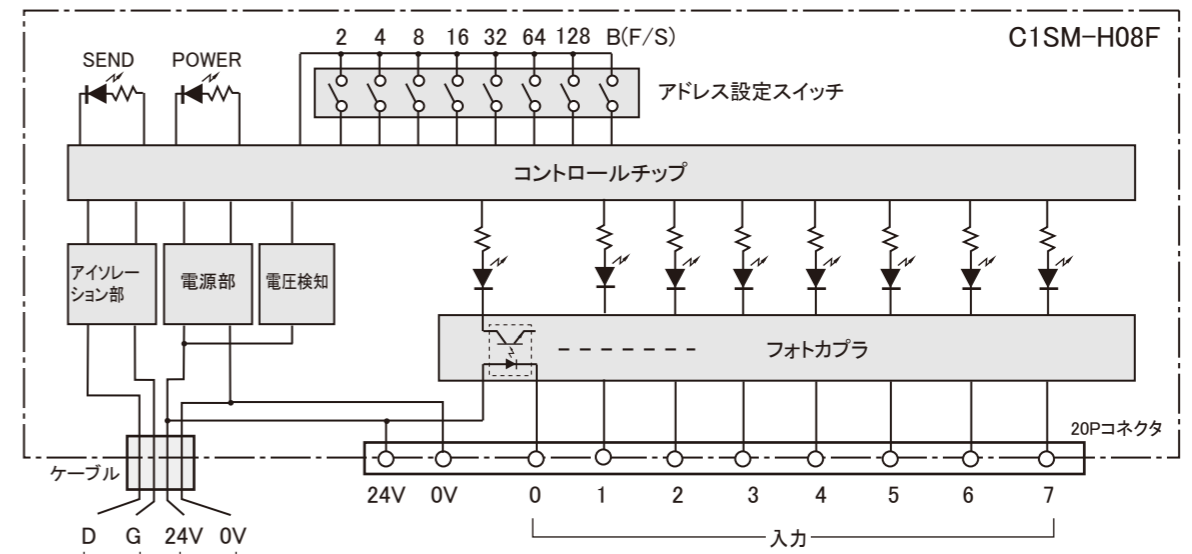 C1SM-H08F
2 4 8 16 32 64 128 B(F/S)
SEND POWER
アドレス設定スイッチ
コントロールチップ
アイソレー
ション部
電源部
電圧検知
フォトカプラ
20Pコネクタ
ケーブル
24V 0V 0 1 2 3 4 5 6 7
入力
D G 24V 0V